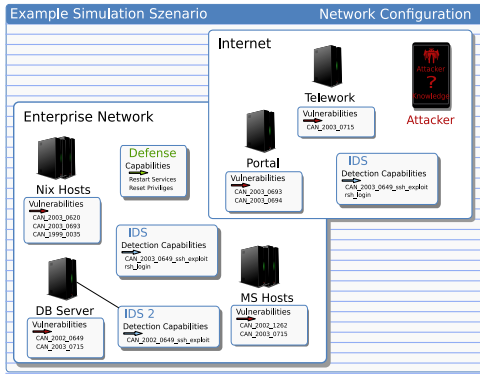 Example Simulation Szenario
Network Configuration
Internet
Telework
Vulnerabilities
CAN_2003_0715
Attacker
?
Knowledge
Attacker
Portal
Vulnerabilities
CAN_2003_0693
CAN_2003_0694
IDS
Detection Capabilities
CAN_2003_0649_ssh_exploit
rsh_login
Enterprise Network
Nix Hosts
Vulnerabilities
CAN_2003_0620
CAN_2003_0693
CAN_1999_0035
Defense
Capabilities
Restart Services
Reset Priviliges
IDS
Detection Capabilities
CAN_2003_0649_ssh_exploit
rsh_login
DB Server
Vulnerabilities
CAN_2002_0649
CAN_2003_0715
IDS 2
Detection Capabilities
CAN_2002_0649_ssh_exploit
MS Hosts
Vulnerabilities
CAN_2002_1262
CAN_2003_0715